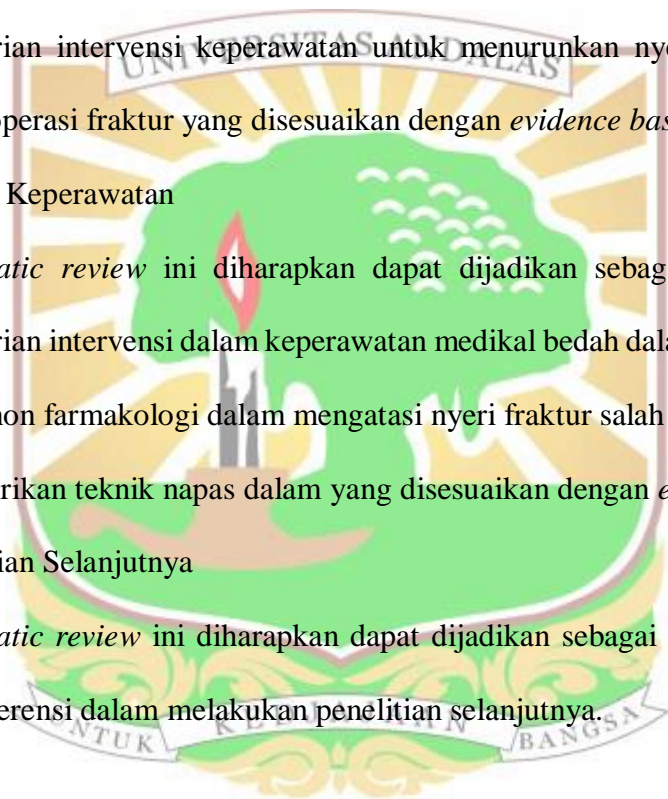 UNIVERSITAS ANDALAS
rian intervensi keperawatan untuk menurunkan nye
operasi fraktur yang disesuaikan dengan evidence bas
Keperawatan
atic review ini diharapkan dapat dijadikan sebag
rian intervensi dalam keperawatan medikal bedah dala
non farmakologi dalam mengatasi nyeri fraktur salah
rikan teknik napas dalam yang disesuaikan dengan e
ian Selanjutnya
atic review ini diharapkan dapat dijadikan sebagai
erensi dalam melakukan penelitian selanjutnya.
UNTUK KEDJAJAAN BANGSA